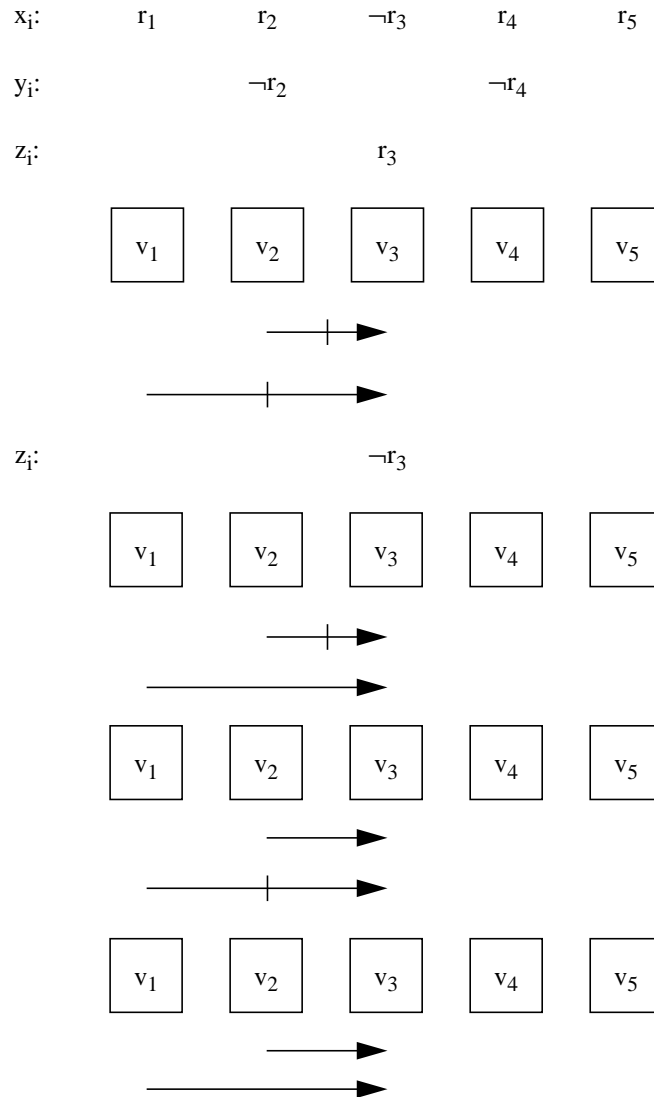 xᵢ: r₁ r₂ ¬r₃ r₄ r₅
yᵢ: ¬r₂ ¬r₄
zᵢ: r₃
v₁ v₂ v₃ v₄ v₅
zᵢ: ¬r₃
v₁ v₂ v₃ v₄ v₅
v₁ v₂ v₃ v₄ v₅
v₁ v₂ v₃ v₄ v₅